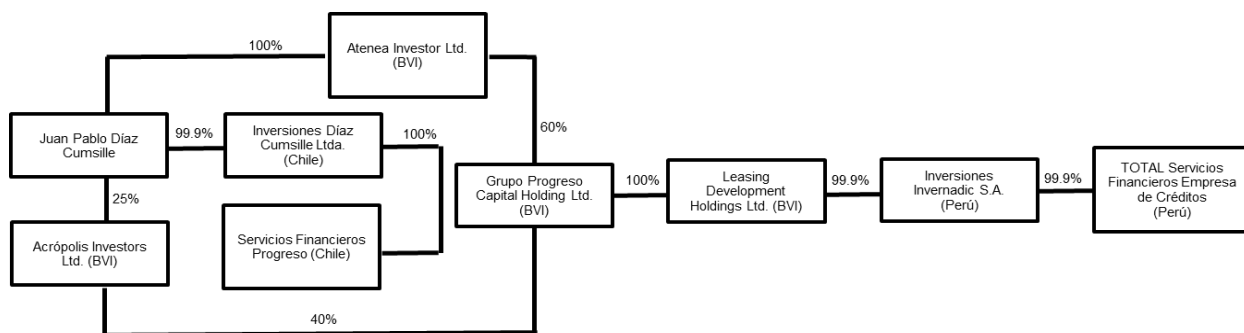 100%
Atenea Investor Ltd.
(BVI)
Juan Pablo Díaz
Cumsille
99.9%
Inversiones Díaz
Cumsille Ltda.
(Chile)
100%
60%
Grupo Progreso
Capital Holding Ltd.
(BVI)
100%
Leasing
Development
Holdings Ltd. (BVI)
99.9%
Inversiones
Invernadic S.A.
(Perú)
99.9%
TOTAL Servicios
Financieros Empresa
de Créditos
(Perú)
25%
Acrópolis Investors
Ltd. (BVI)
Servicios Financieros
Progreso (Chile)
40%